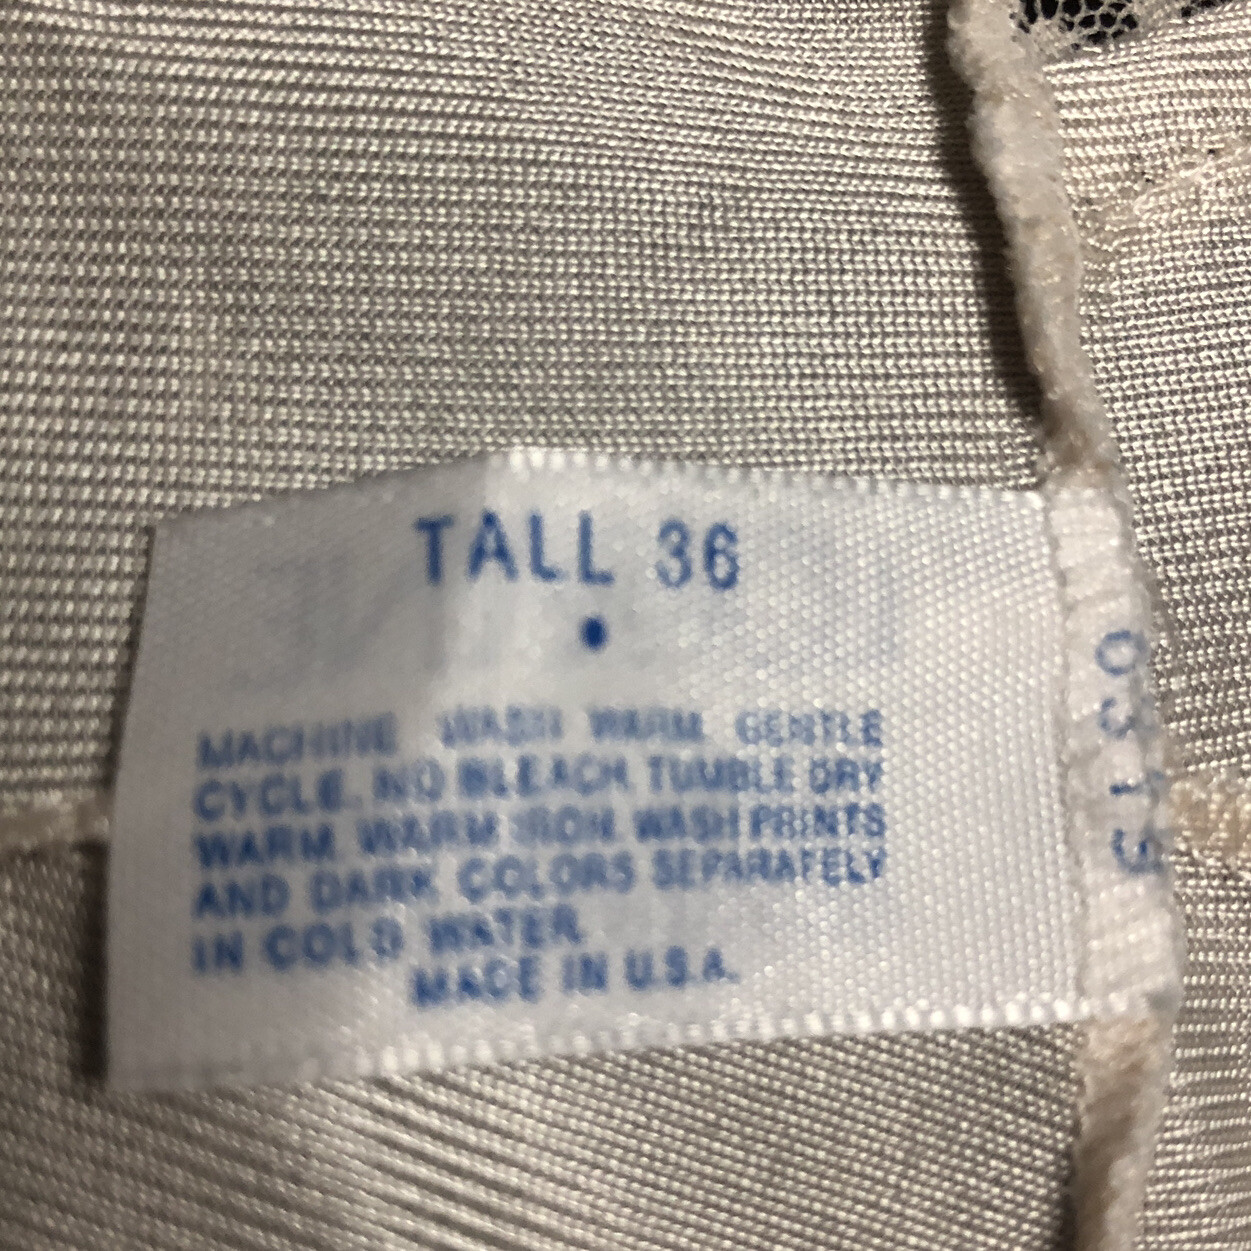 TALL 36
MACHINE WASH WARM GENTLE
CYCLE. NO BLEACH. TUMBLE DRY
WARM. WARM IRON. WASH PRINTS
AND DARK COLORS SEPARATELY
IN COLD WATER.
MADE IN U.S.A.